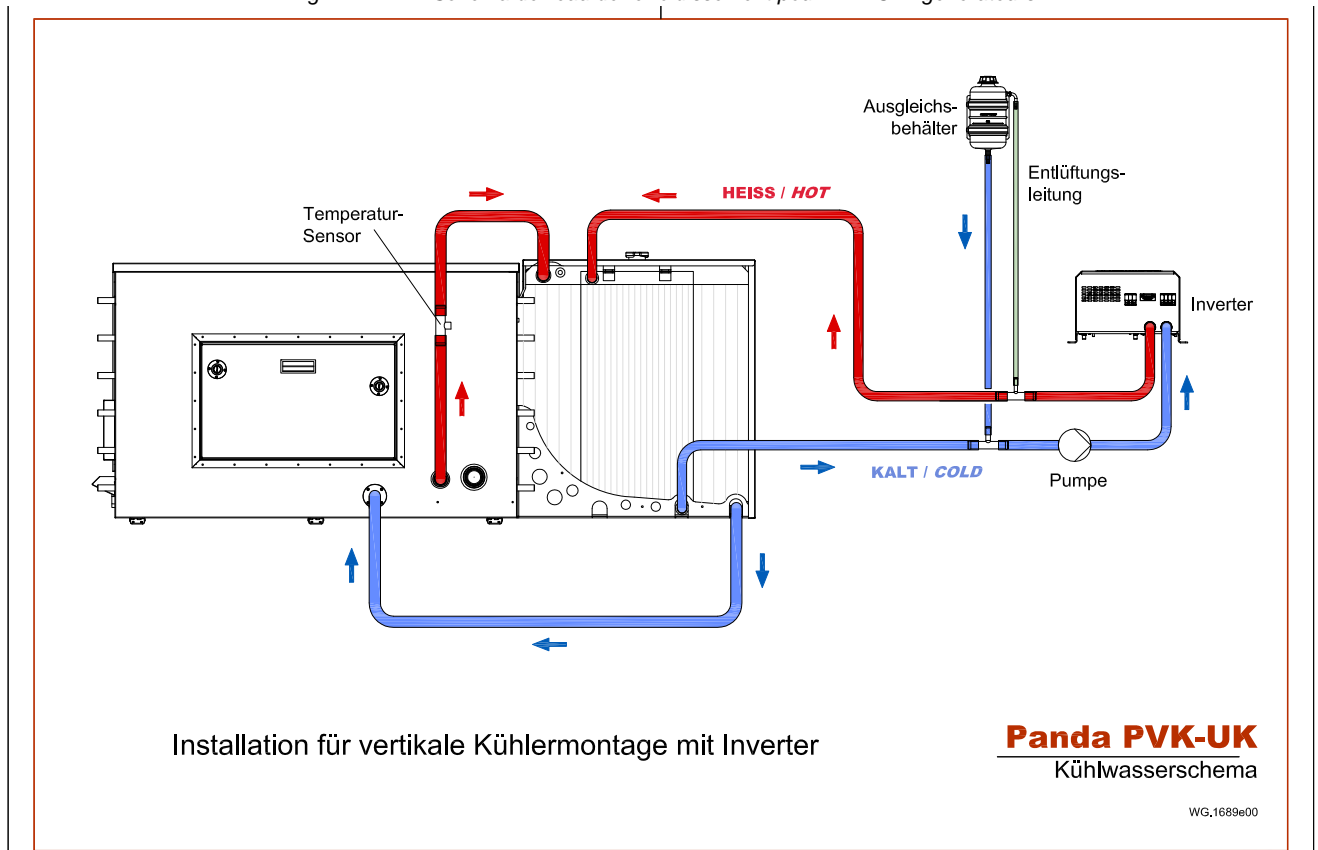 Ausgleichs-
behälter
Entlüftungs-
leitung
HEISS / HOT
Temperatur-
Sensor
Inverter
KALT / COLD
Pumpe
Installation für vertikale Kühlermontage mit Inverter
Panda PVK-UK
Kühlwasserschema
WG.1689e00